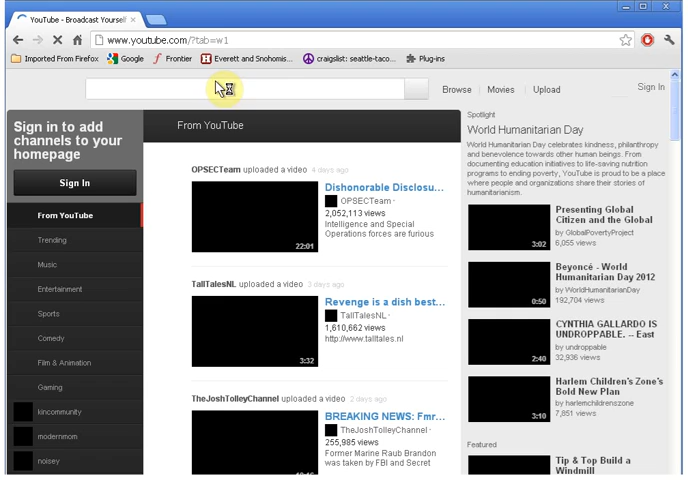 YouTube - Broadcast Yourself
www.youtube.com/?tab=w1
Imported From Firefox
Google
Frontier
Everett and Snohomis...
craigslist: seattle-taco...
Plug-ins
Browse | Movies | Upload
Sign In
Sign in to add
channels to your
homepage
Sign In
From YouTube
Trending
Music
Entertainment
Sports
Comedy
Film & Animation
Gaming
kincommunity
modernmom
noisey
From YouTube
OPSECTeam uploaded a video 4 days ago
22:01
Dishonorable Disclosu...
OPSECTeam ·
2,052,113 views
Intelligence and Special
Operations forces are furious
TallTalesNL uploaded a video 3 days ago
3:32
Revenge is a dish best...
TallTalesNL ·
1,610,662 views
http://www.talltales.nl
TheJoshTolleyChannel uploaded a video 2 days ago
BREAKING NEWS: Fmr...
TheJoshTolleyChannel ·
255,985 views
Former Marine Raub Brandon
was taken by FBI and Secret
Spotlight
World Humanitarian Day
World Humanitarian Day celebrates kindness, philanthropy
and benevolence towards other human beings. From
documenting education initiatives to life-saving nutrition
programs to ending poverty, YouTube is proud to be a place
where people and organizations share their stories of
humanitarianism.
3:02
Presenting Global
Citizen and the Global
by GlobalPovertyProject
6,055 views
0:50
Beyoncé - World
Humanitarian Day 2012
by WorldHumanitarianDay
192,704 views
2:40
CYNTHIA GALLARDO IS
UNDROPPABLE. -- East
by undroppable
32,936 views
3:10
Harlem Children's Zone's
Bold New Plan
by harlemchildrenszone
7,851 views
Featured
Tip & Top Build a
Windmill